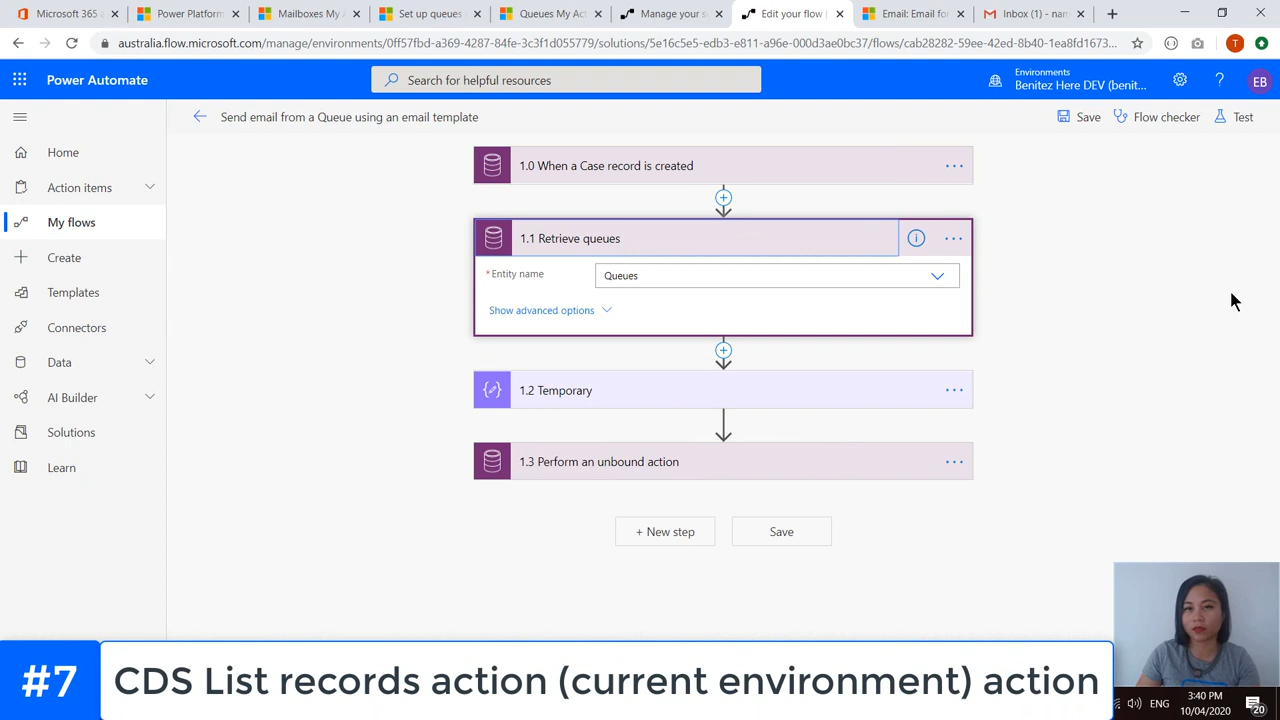 Microsoft 365 a
Power Platform
Mailboxes My A
Set up queues
Queues My Act
Manage your s
Edit your flow
Email: Email for
Inbox (1) - nam
australia.flow.microsoft.com/manage/environments/0ff57fbd-a369-4287-84fe-3c3f1d055779/solutions/5e16c5e5-edb3-e811-a96e-000d3ae0bc37/flows/cab28282-59ee-42ed-8b40-1ea8fd1673...
T
Power Automate
Search for helpful resources
Environments
Benitez Here DEV (benit...
EB
Send email from a Queue using an email template
Save
Flow checker
Test
Home
Action items
My flows
Create
Templates
Connectors
Data
AI Builder
Solutions
Learn
1.0 When a Case record is created
1.1 Retrieve queues
*Entity name
Queues
Show advanced options
1.2 Temporary
1.3 Perform an unbound action
+ New step
Save
#7
CDS List records action (current environment) action
ENG
3:40 PM
10/04/2020
20